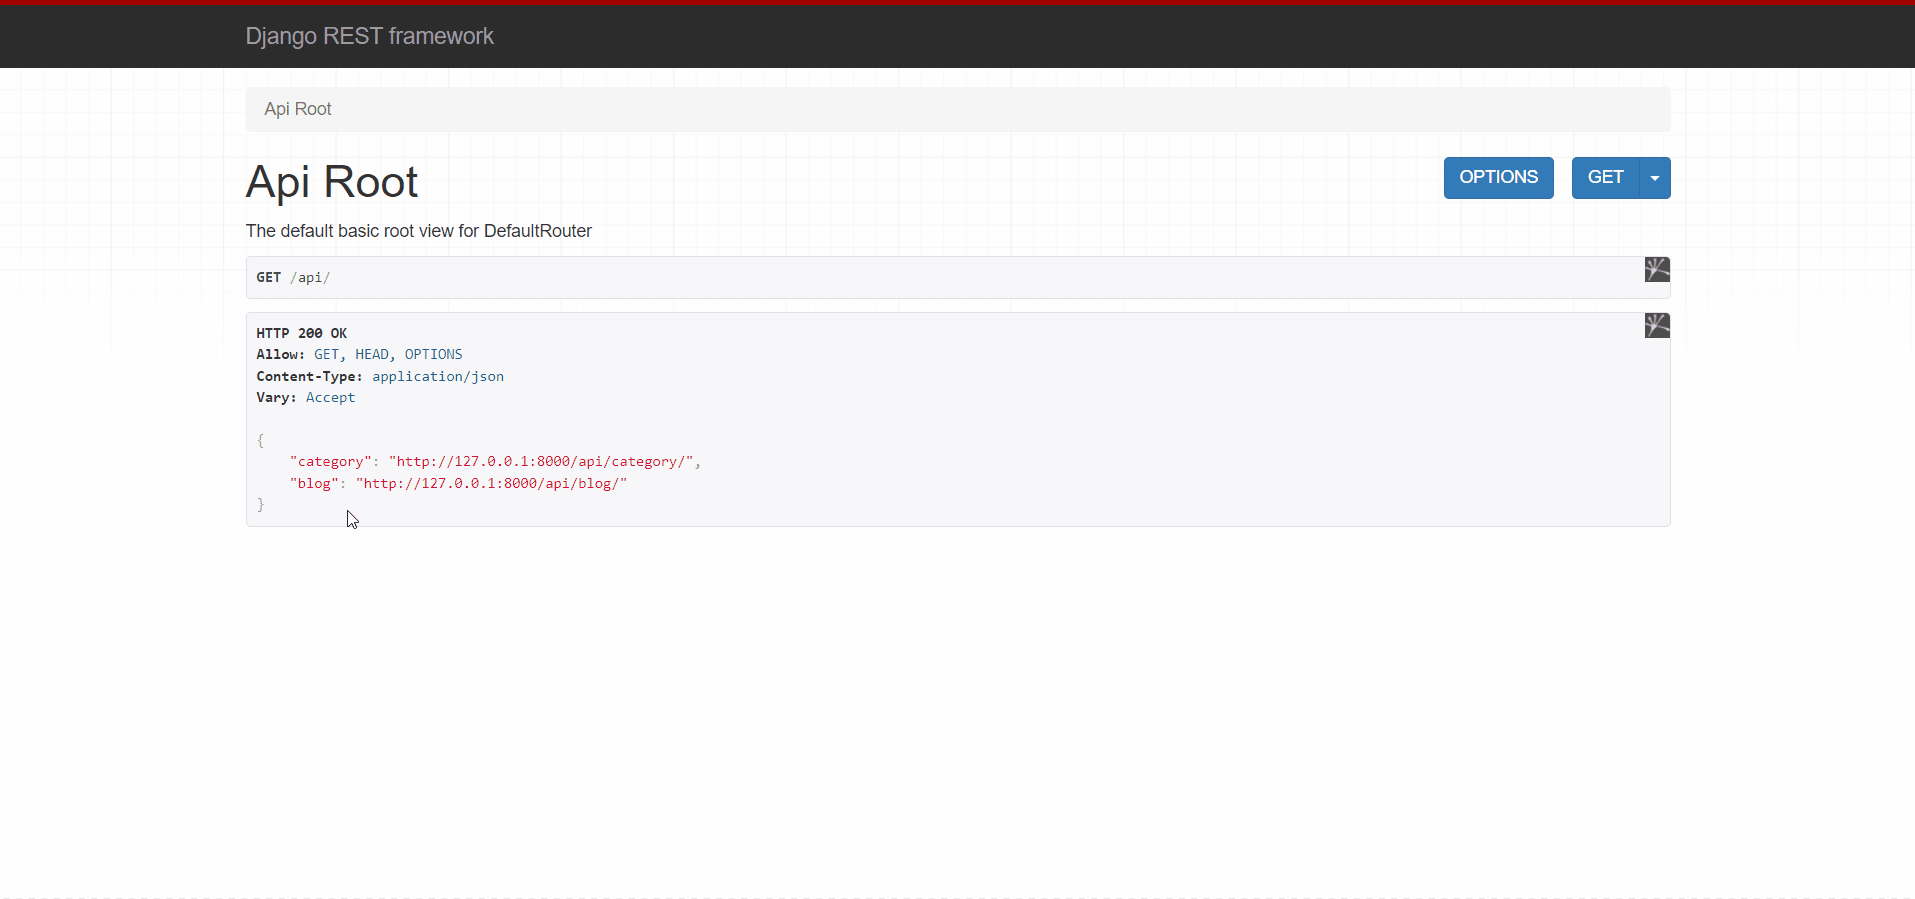 Django REST framework
Api Root
Api Root
OPTIONS
GET
The default basic root view for DefaultRouter
GET /api/
HTTP 200 OK
Allow: GET, HEAD, OPTIONS
Content-Type: application/json
Vary: Accept
{
    "category": "http://127.0.0.1:8000/api/category/",
    "blog": "http://127.0.0.1:8000/api/blog/"
}